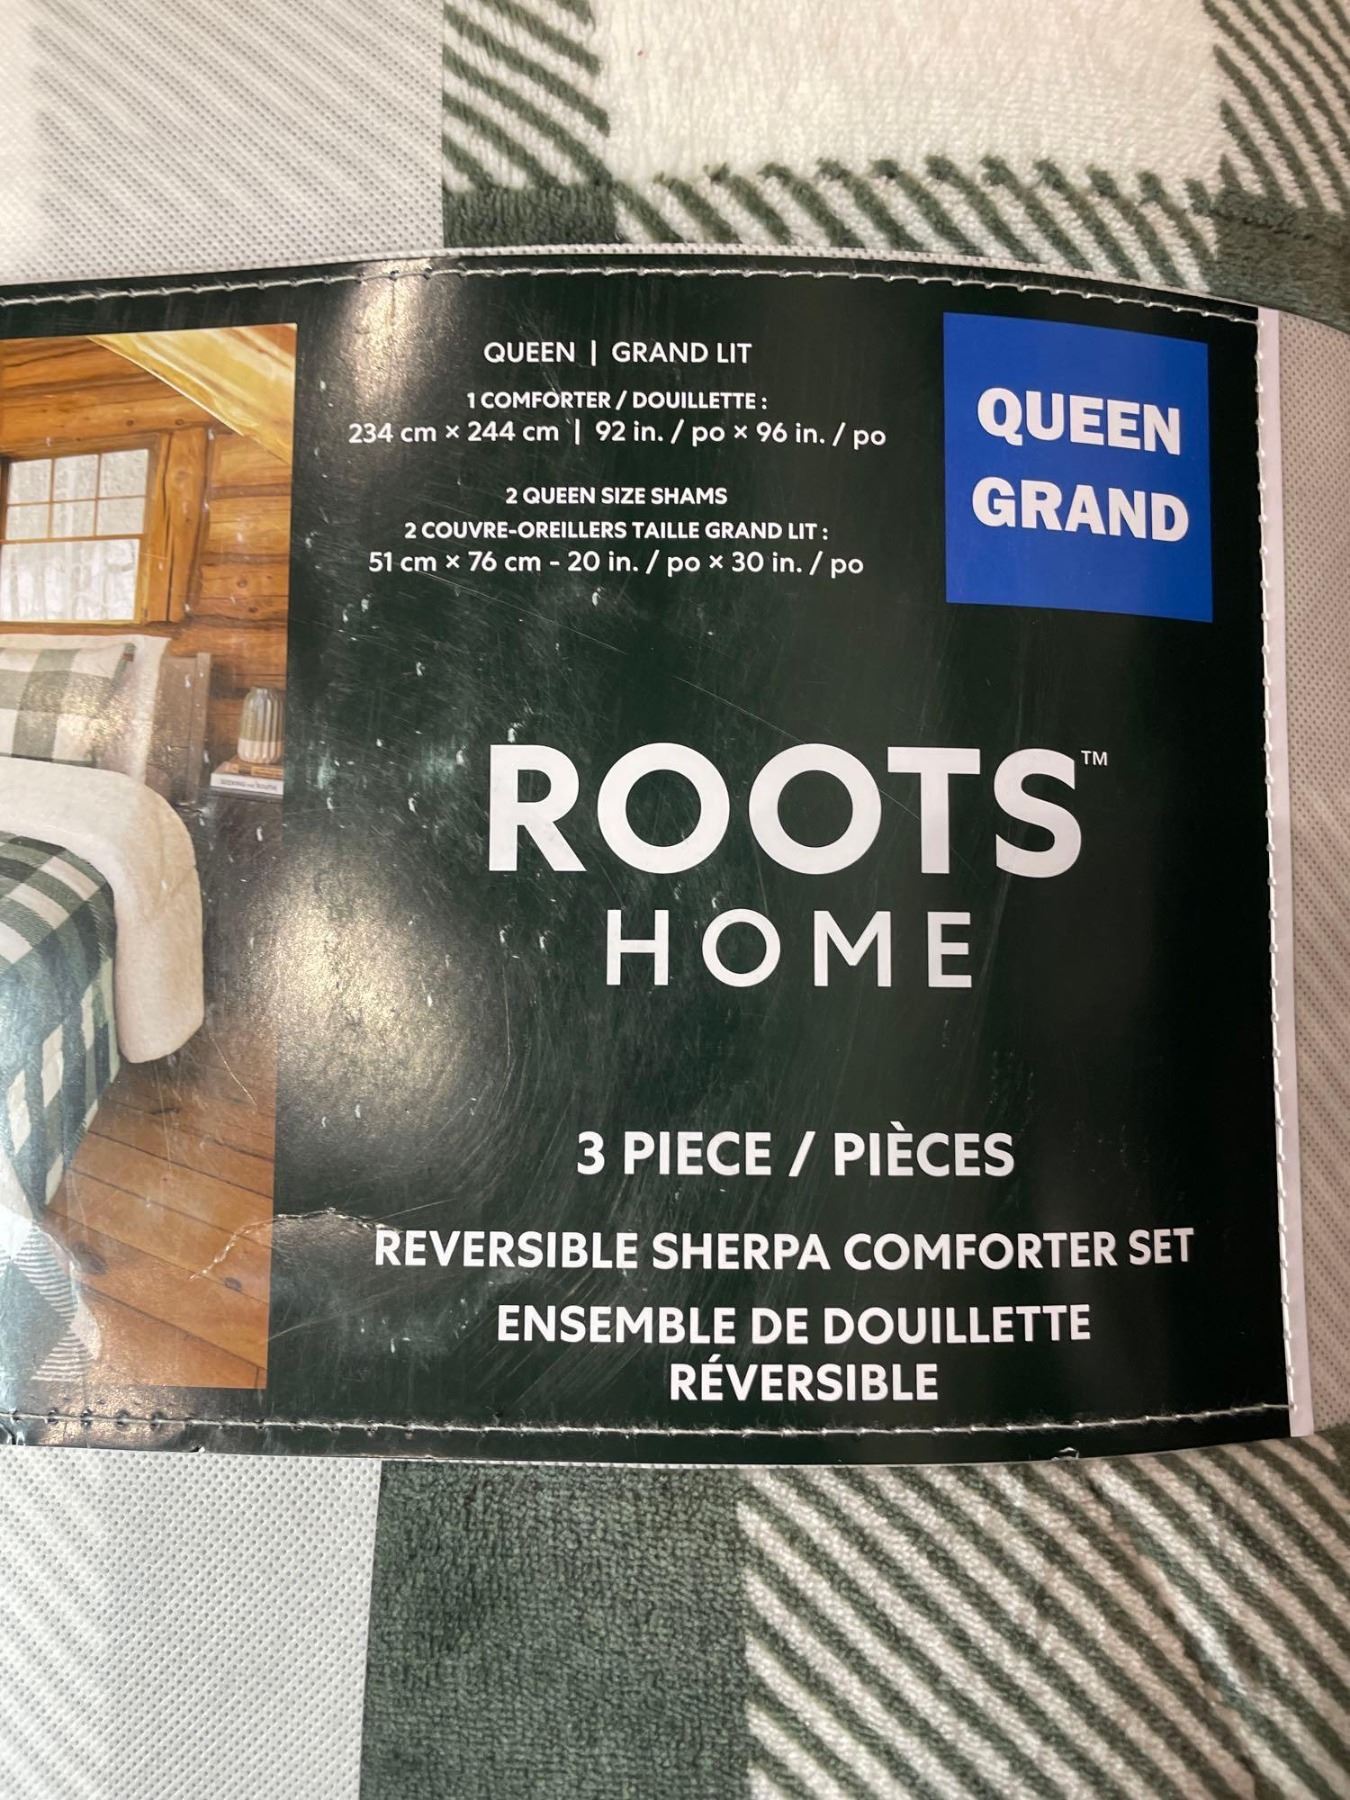 QUEEN | GRAND LIT
1 COMFORTER / DOUILLETTE :
234 cm × 244 cm | 92 in. / po × 96 in. / po
2 QUEEN SIZE SHAMS
2 COUVRE-OREILLERS TAILLE GRAND LIT :
51 cm × 76 cm - 20 in. / po × 30 in. / po
QUEEN
GRAND
ROOTS™
HOME
3 PIECE / PIÈCES
REVERSIBLE SHERPA COMFORTER SET
ENSEMBLE DE DOUILLETTE
RÉVERSIBLE